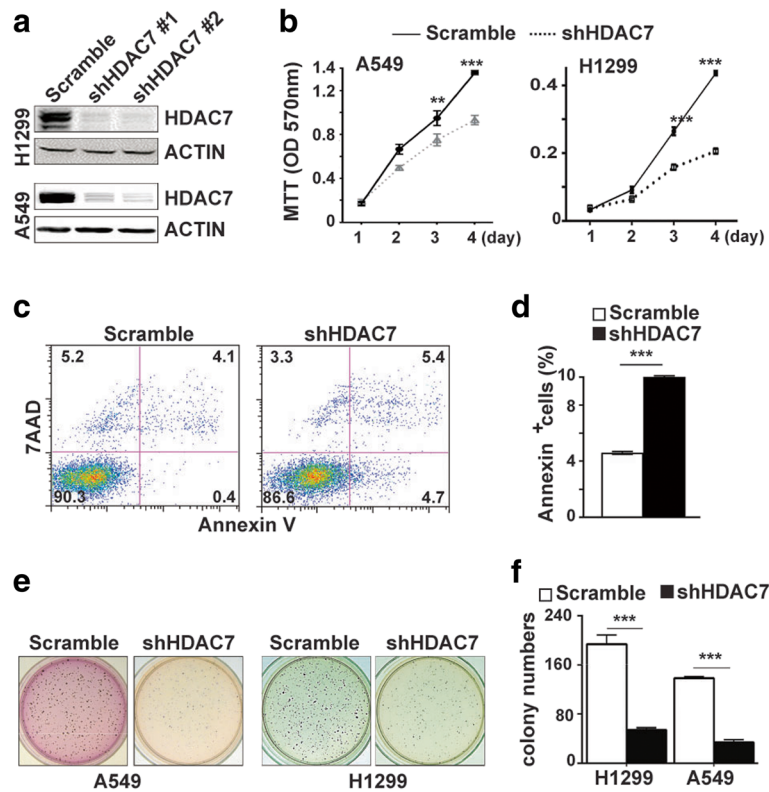 a
Scramble
shHDAC7 #1
shHDAC7 #2
H1299
HDAC7
ACTIN
A549
HDAC7
ACTIN
b
Scramble shHDAC7
MTT (OD 570nm)
A549
1.4
1.2
0.8
0.4
0
** ***
1 2 3 4 (day)
H1299
0.4
0.2
0
*** ***
1 2 3 4 (day)
c
Scramble
5.2 4.1
90.3 0.4
shHDAC7
3.3 5.4
86.6 4.7
7AAD
Annexin V
d
Scramble
shHDAC7
***
Annexin + cells (%)
10
8
4
0
e
Scramble shHDAC7
A549
Scramble shHDAC7
H1299
f
Scramble shHDAC7
colony numbers
240
160
80
0
*** ***
H1299 A549